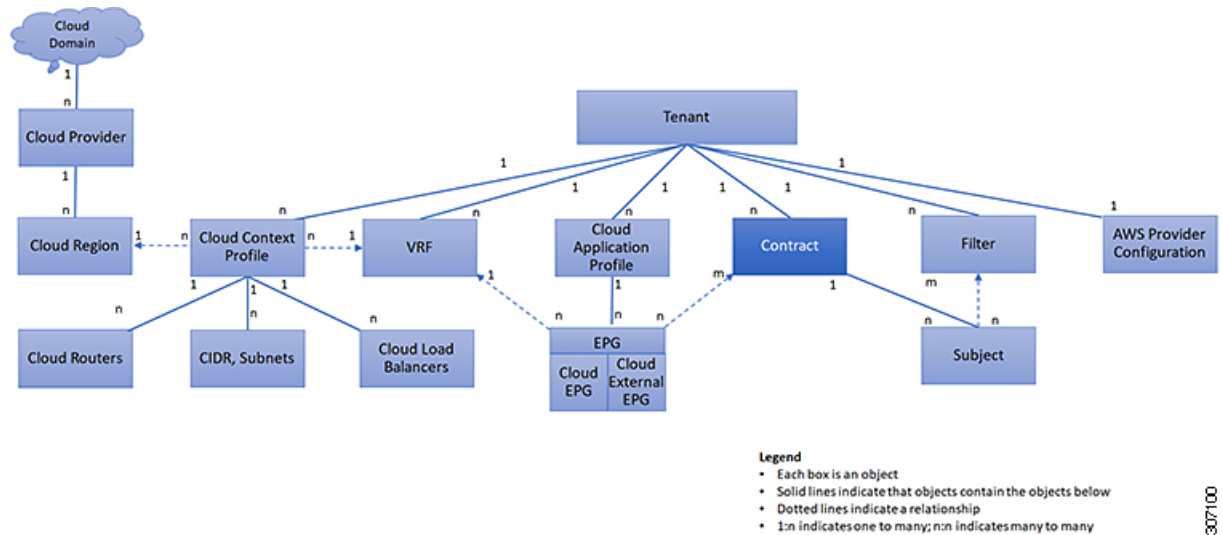 Cloud
Domain
1
n
Cloud Provider
Tenant
1
n
1
1
1
1
1
1
n
n
n
n
n
1
Cloud Region
1
n
Cloud Context
Profile
n
1
VRF
Cloud
Application
Profile
Contract
Filter
AWS Provider
Configuration
1
1
1
1
1
m
1
m
n
n
n
n
n
n
n
n
Cloud Routers
CIDR, Subnets
Cloud Load
Balancers
EPG
Cloud
EPG
Cloud
External
EPG
Subject
Legend
• Each box is an object
• Solid lines indicate that objects contain the objects below
• Dotted lines indicate a relationship
• 1:n indicates one to many; n:n indicates many to many
307100